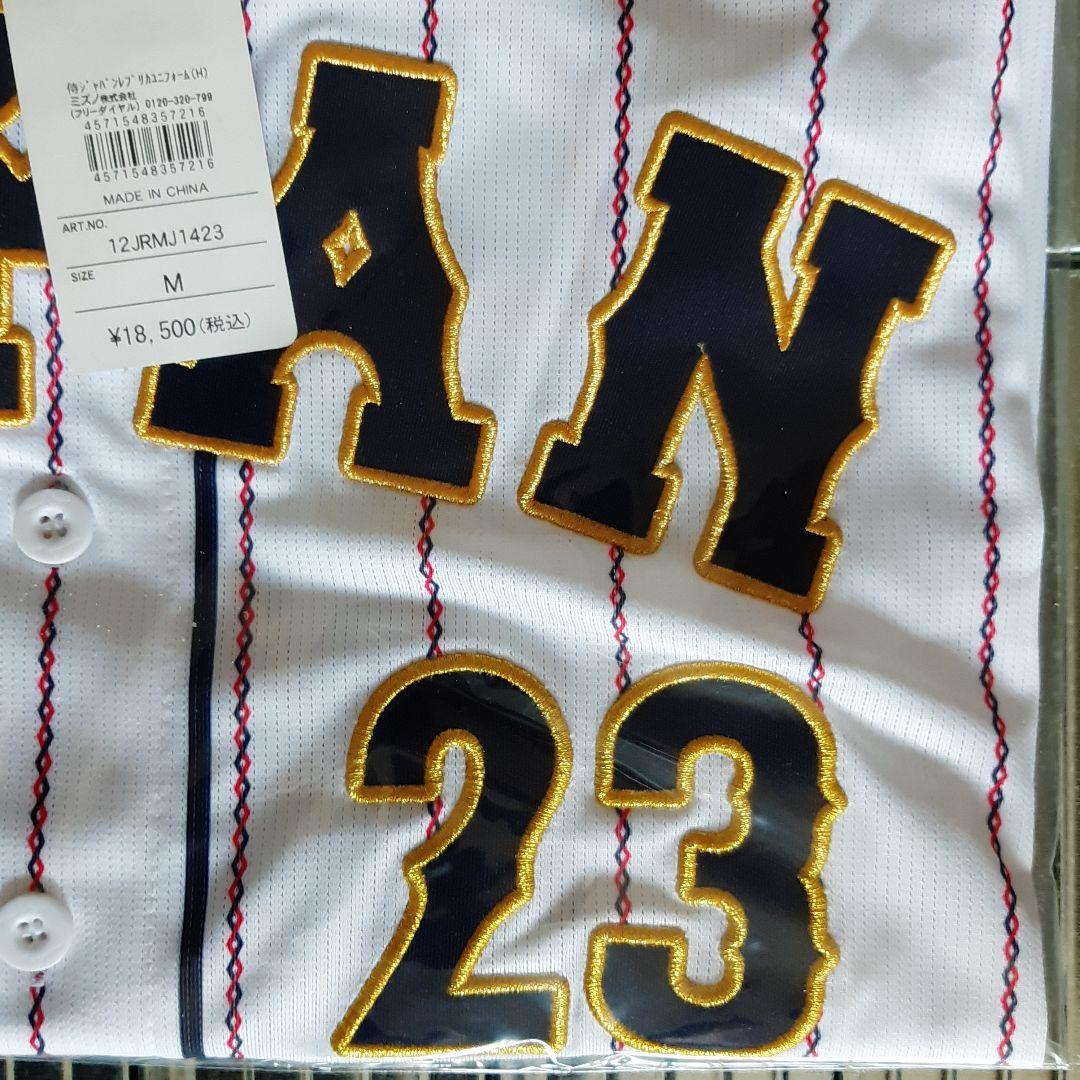 侍ｼﾞｬﾊﾟﾝﾚﾌﾟﾘｶﾕﾆﾌｫｰﾑ(H)
ミズノ株式会社
(フリーダイヤル) 0120-320-799
4571548357216
4571548357216
MADE IN CHINA
ART.NO.
12JRMJ1423
SIZE
M
¥18,500(税込)
AN
23